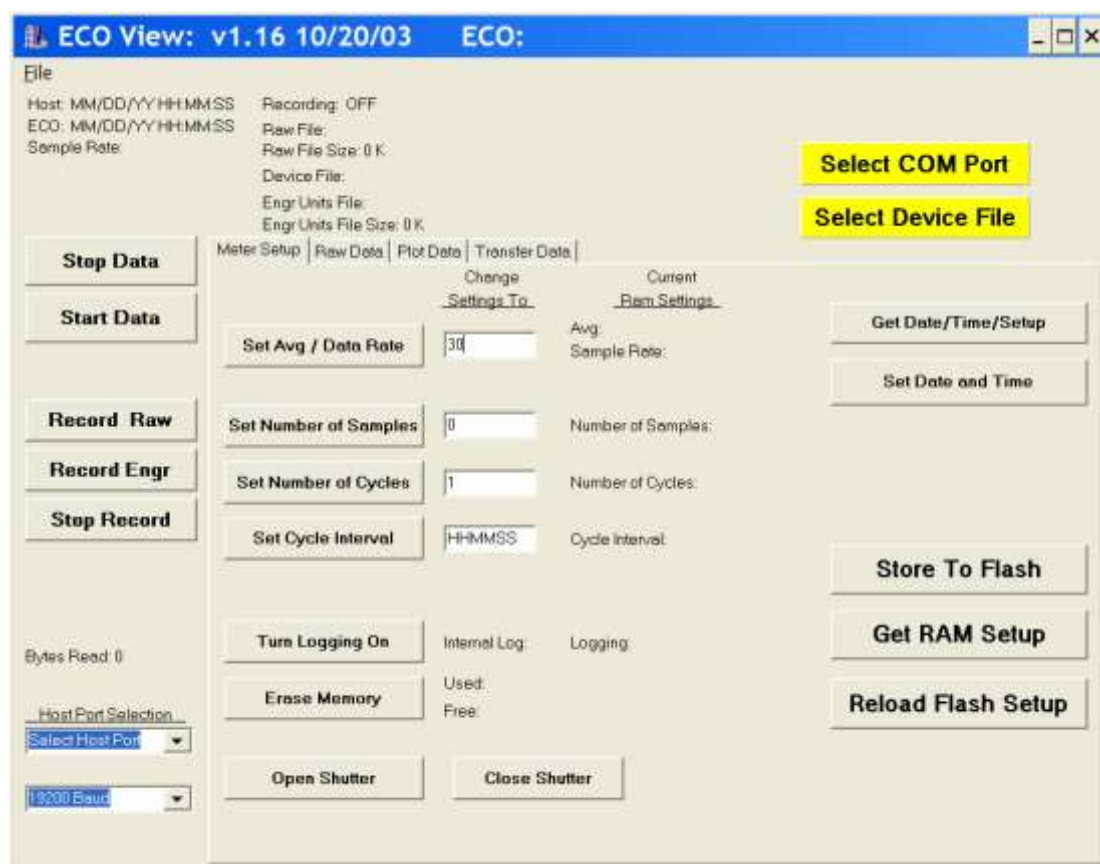 ECO View: v1.16 10/20/03 ECO:
File
Host: MM/DD/YY HH:MM:SS
ECO: MM/DD/YY HH:MM:SS
Sample Rate:
Recording: OFF
Raw File:
Raw File Size: 0 K
Device File:
Engr Units File:
Engr Units File Size: 0 K
Select COM Port
Select Device File
Stop Data
Start Data
Record Raw
Record Engr
Stop Record
Bytes Read: 0
Host Port Selection
Select Host Port
19200 Baud
Meter Setup Raw Data Plot Data Transfer Data
Change
Settings To
Current
Ram Settings
Set Avg / Data Rate 30 Avg:
Sample Rate:
Set Number of Samples 0 Number of Samples:
Set Number of Cycles 1 Number of Cycles:
Set Cycle Interval HHMMSS Cycle Interval:
Turn Logging On Internal Log: Logging:
Erase Memory Used:
Free:
Open Shutter Close Shutter
Get Date/Time/Setup
Set Date and Time
Store To Flash
Get RAM Setup
Reload Flash Setup